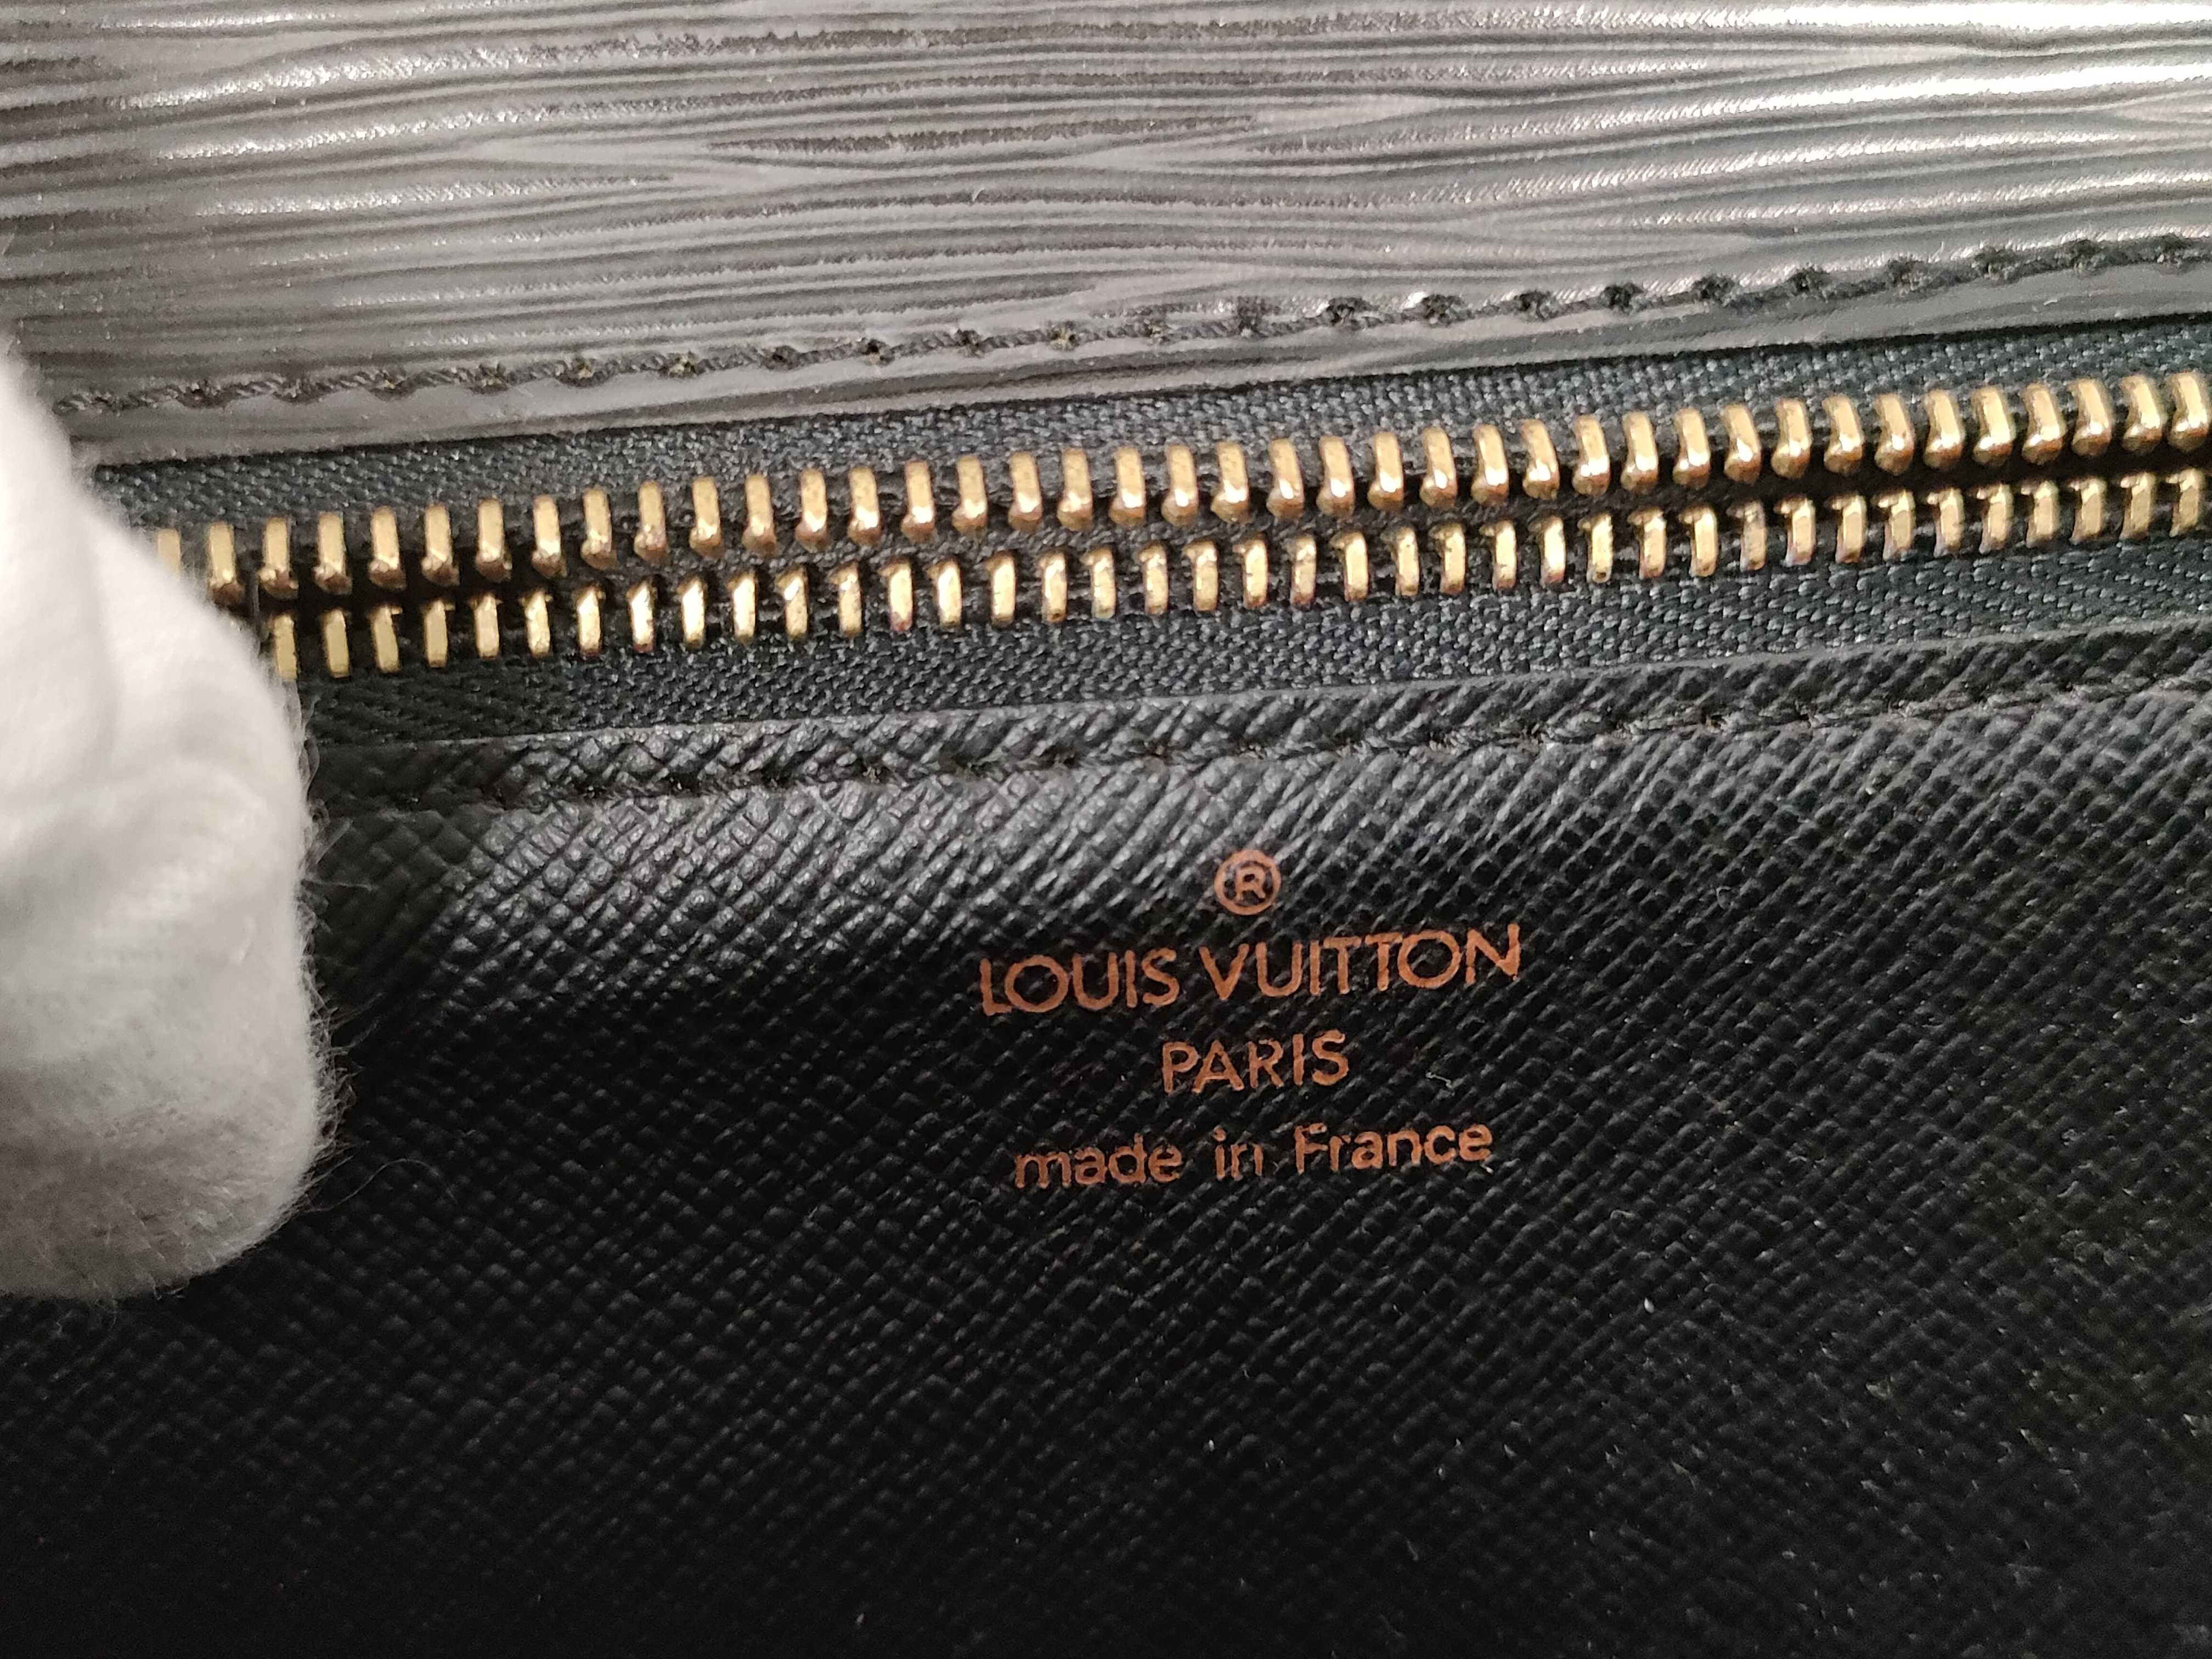 ®
LOUIS VUITTON
PARIS
made in France